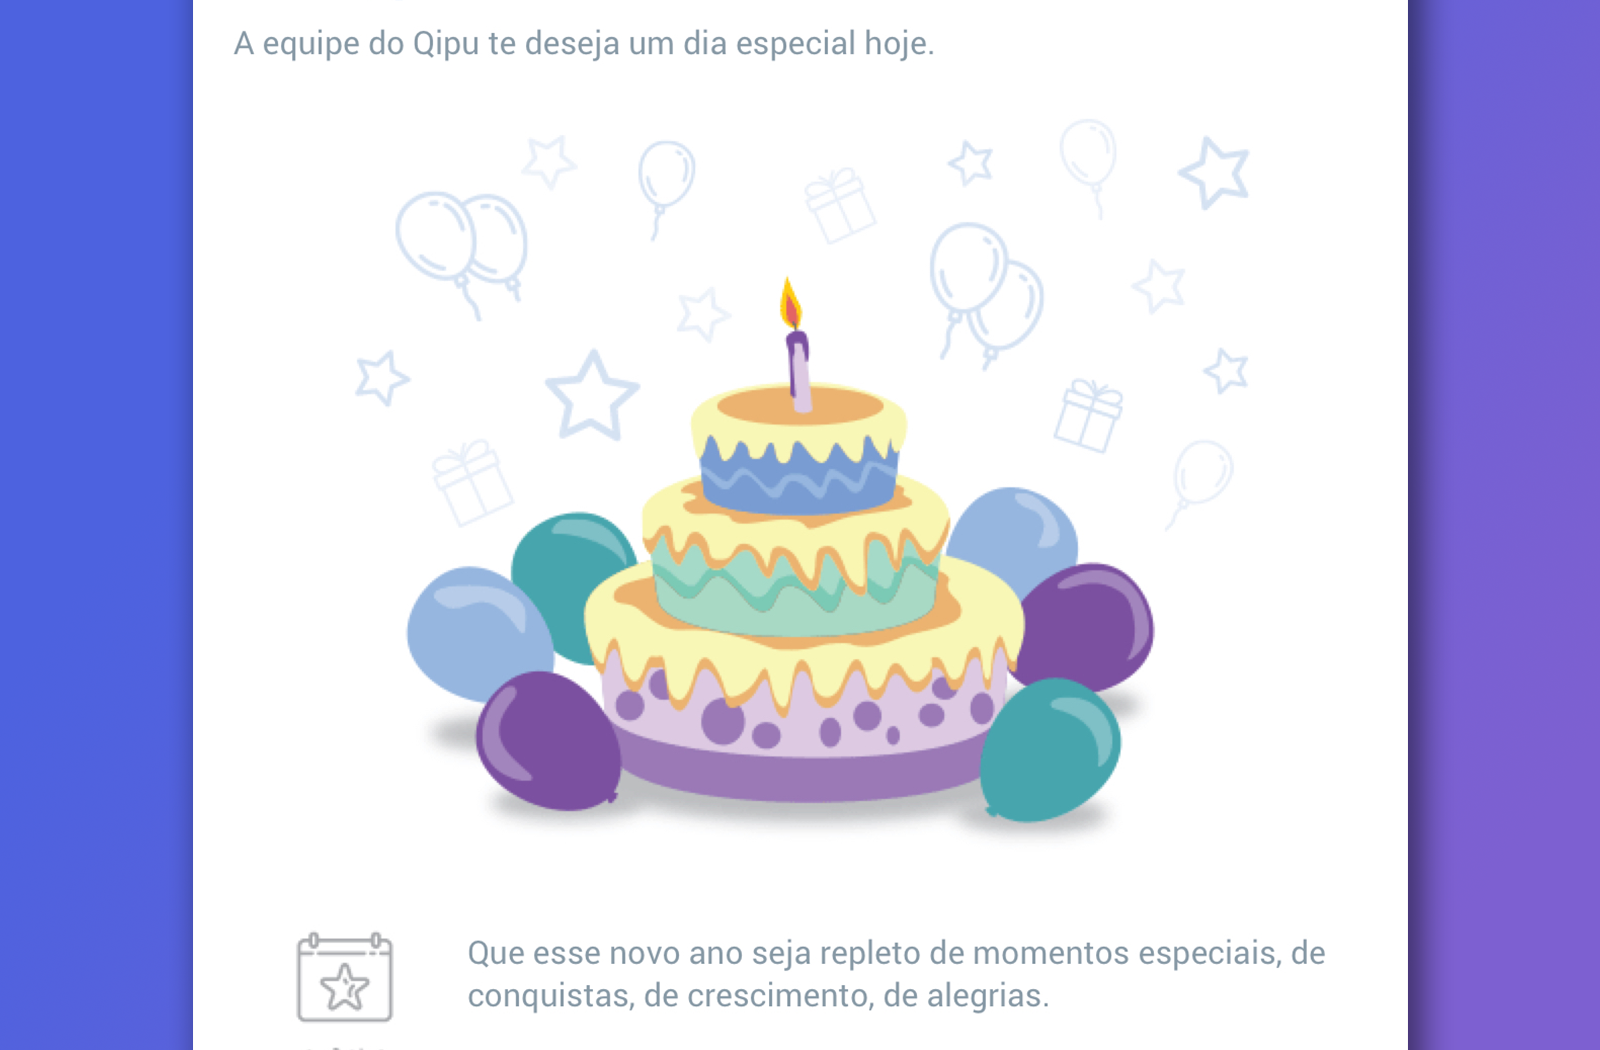 A equipe do Qipu te deseja um dia especial hoje.
Que esse novo ano seja repleto de momentos especiais, de
conquistas, de crescimento, de alegrias.